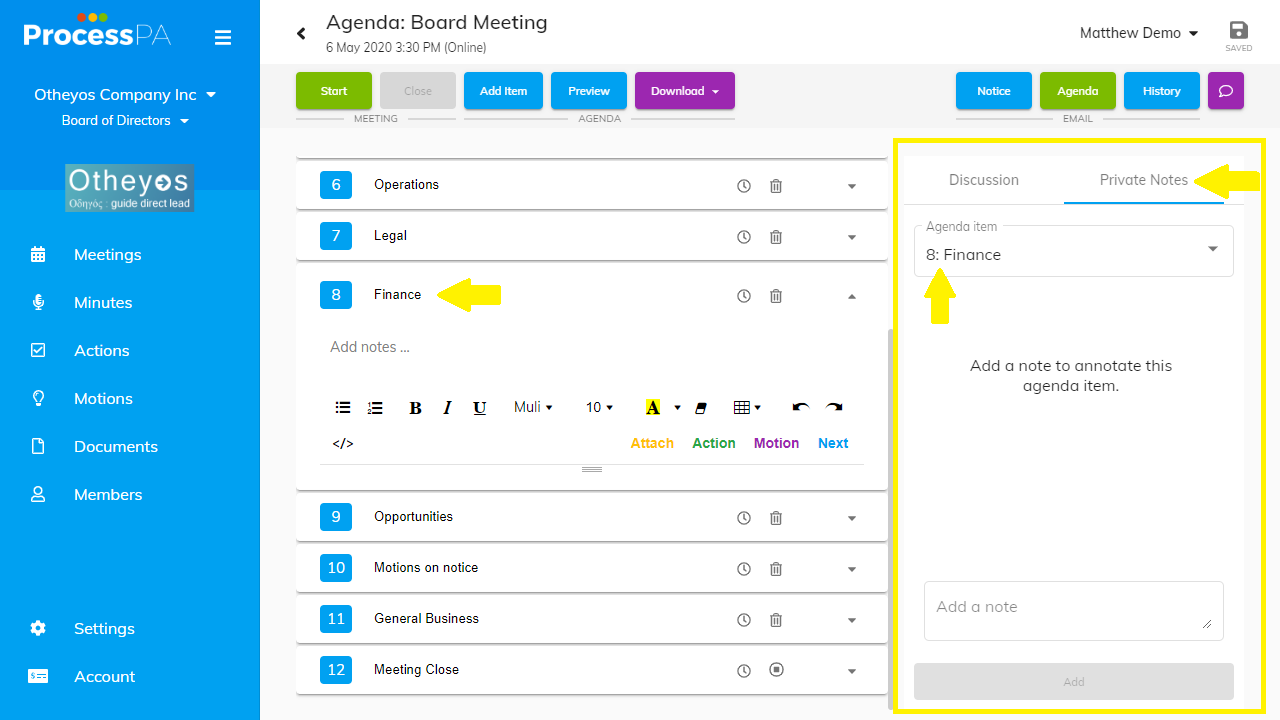 ProcessPA
Otheyos Company Inc
Board of Directors
Otheyos
Οδηγός : guide direct lead
Meetings
Minutes
Actions
Motions
Documents
Members
Settings
Account
Agenda: Board Meeting
6 May 2020 3:30 PM (Online)
Matthew Demo
SAVED
Start
Close
Add Item
Preview
Download
Notice
Agenda
History
MEETING
AGENDA
EMAIL
6 Operations
7 Legal
8 Finance
Add notes ...
B I U Muli 10 A
</>
Attach Action Motion Next
9 Opportunities
10 Motions on notice
11 General Business
12 Meeting Close
Discussion Private Notes
Agenda item
8: Finance
Add a note to annotate this
agenda item.
Add a note
Add